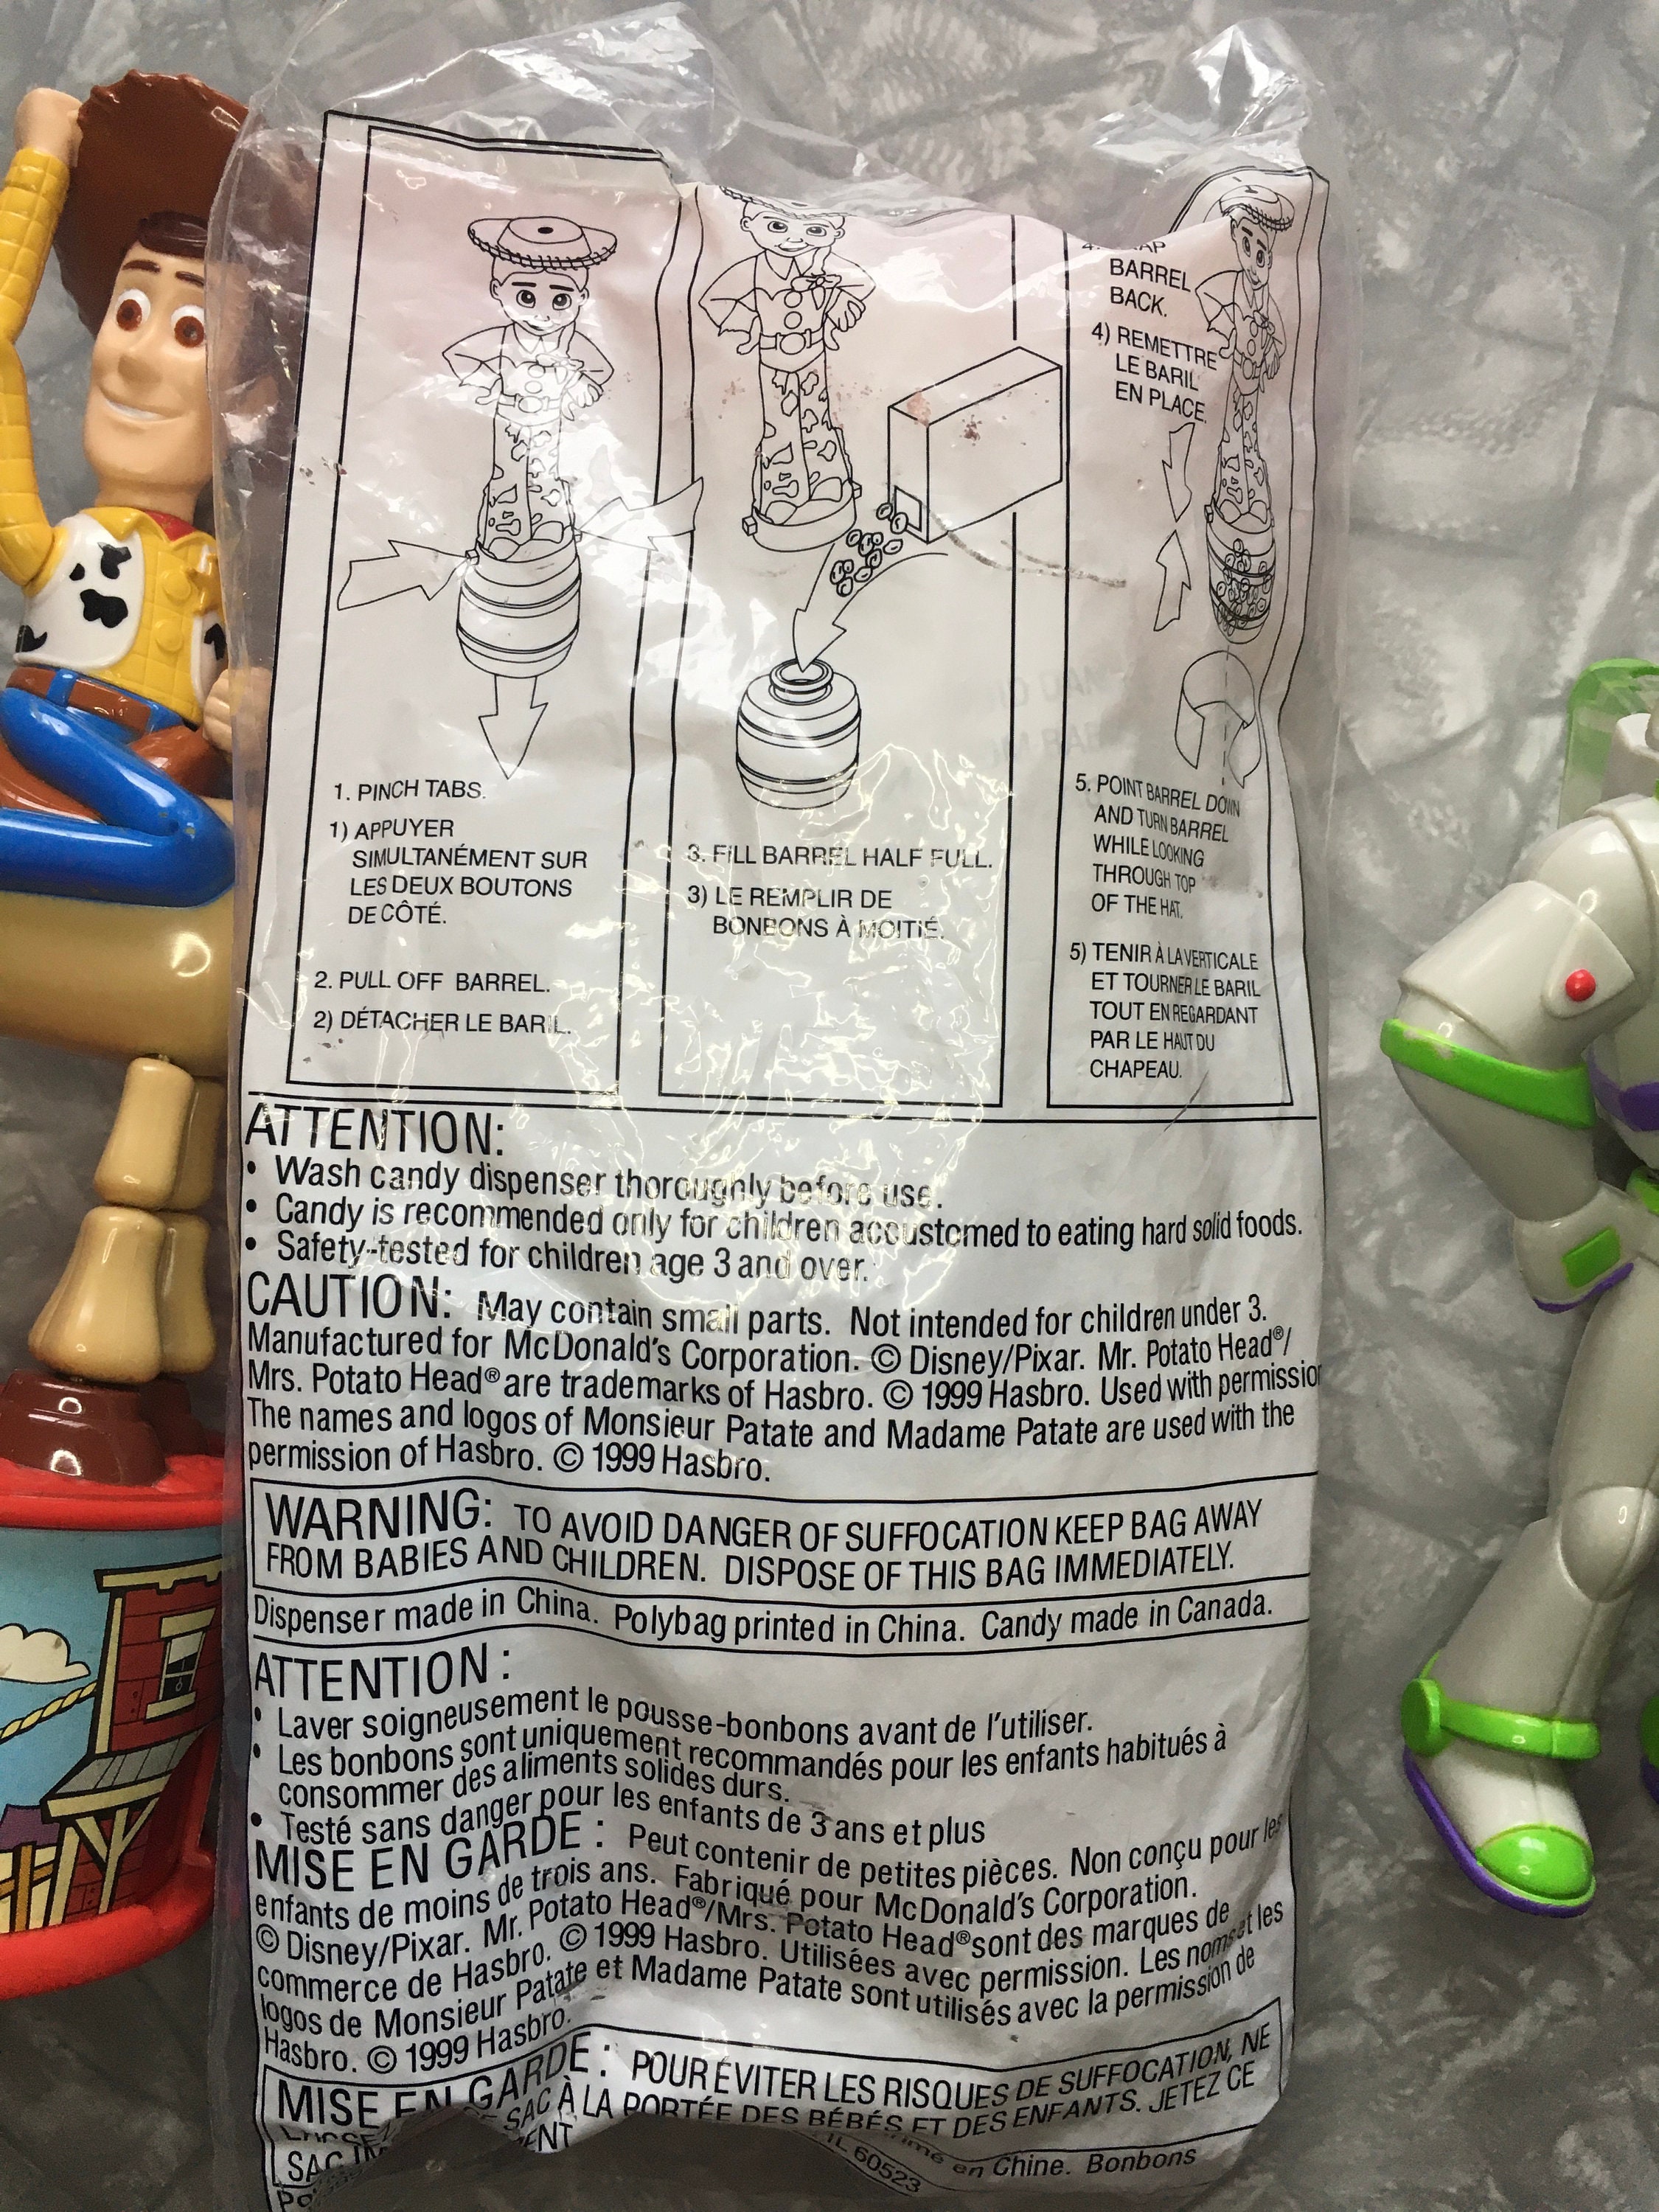 1. PINCH TABS.
1) APPUYER
SIMULTANÉMENT SUR
LES DEUX BOUTONS
DE CÔTÉ.
2. PULL OFF BARREL.
2) DÉTACHER LE BARIL.
3. FILL BARREL HALF FULL.
3) LE REMPLIR DE
BONBONS À MOITIÉ.
4.
BARREL
BACK.
4) REMETTRE
LE BARIL
EN PLACE.
5. POINT BARREL DOWN
AND TURN BARREL
WHILE LOOKING
THROUGH TOP
OF THE HAT.
5) TENIR À LA VERTICALE
ET TOURNER LE BARIL
TOUT EN REGARDANT
PAR LE HAUT DU
CHAPEAU.
ATTENTION:
• Wash candy dispenser thoroughly before use.
• Candy is recommended only for children accustomed to eating hard solid foods.
• Safety-tested for children age 3 and over.
CAUTION: May contain small parts. Not intended for children under 3.
Manufactured for McDonald's Corporation. © Disney/Pixar. Mr. Potato Head®/
Mrs. Potato Head® are trademarks of Hasbro. © 1999 Hasbro. Used with permission
The names and logos of Monsieur Patate and Madame Patate are used with the
permission of Hasbro. © 1999 Hasbro.
WARNING: TO AVOID DANGER OF SUFFOCATION KEEP BAG AWAY
FROM BABIES AND CHILDREN. DISPOSE OF THIS BAG IMMEDIATELY.
Dispenser made in China. Polybag printed in China. Candy made in Canada.
ATTENTION :
• Laver soigneusement le pousse-bonbons avant de l'utiliser.
• Les bonbons sont uniquement recommandés pour les enfants habitués à
consommer des aliments solides durs.
• Testé sans danger pour les enfants de 3 ans et plus
MISE EN GARDE : Peut contenir de petites pièces. Non conçu pour les
enfants de moins de trois ans. Fabriqué pour McDonald's Corporation.
© Disney/Pixar. Mr. Potato Head®/Mrs. Potato Head® sont des marques de
commerce de Hasbro. © 1999 Hasbro. Utilisées avec permission. Les noms et les
logos de Monsieur Patate et Madame Patate sont utilisés avec la permission de
Hasbro. © 1999 Hasbro.
MISE EN GARDE : POUR ÉVITER LES RISQUES DE SUFFOCATION, NE
SAC À LA PORTÉE DES BÉBÉS ET DES ENFANTS. JETEZ CE
SAC
en Chine. Bonbons
IL 60523